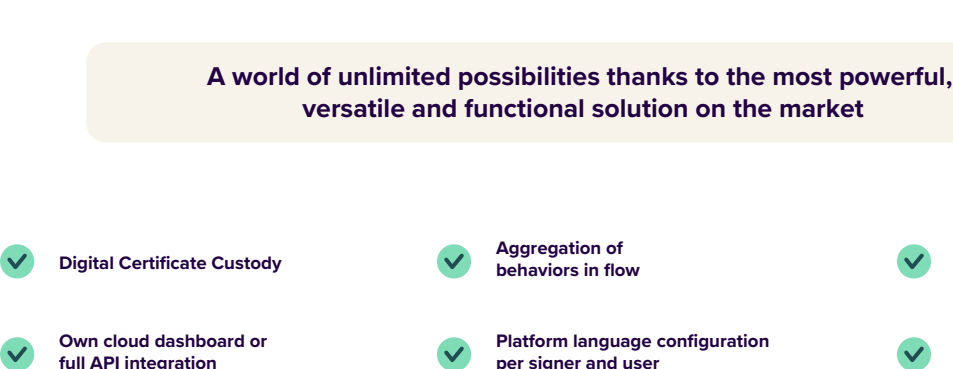 A world of unlimited possibilities thanks to the most powerful,
versatile and functional solution on the market
Digital Certificate Custody
Aggregation of
behaviors in flow
Own cloud dashboard or
full API integration
Platform language configuration
per signer and user